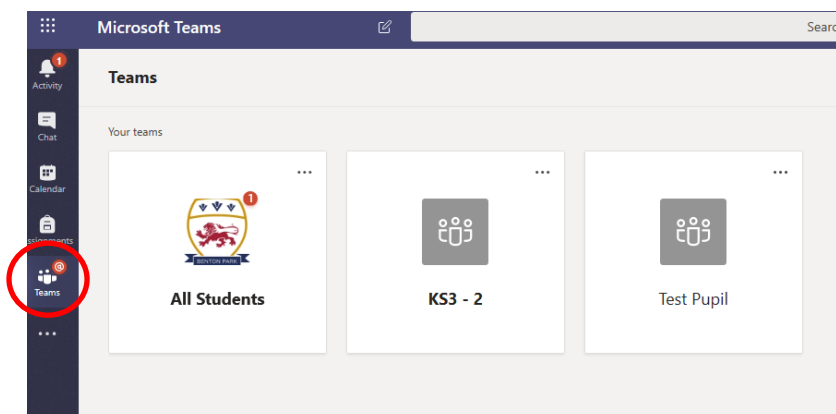 Microsoft Teams
Searc
1
Activity
Chat
Calendar
ssignments
@
Teams
Teams
Your teams
1
BENTON PARK
All Students
KS3 - 2
Test Pupil